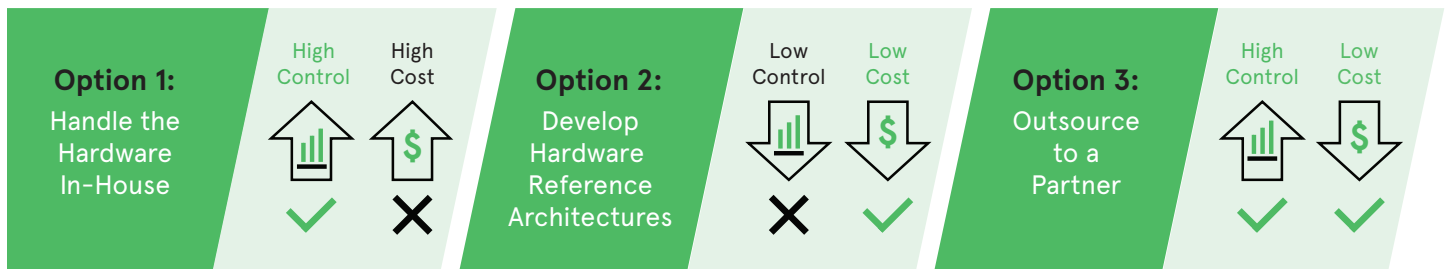 Option 1:
Handle the
Hardware
In-House
High
Control
High
Cost
$
Option 2:
Develop
Hardware
Reference
Architectures
Low
Control
Low
Cost
$
Option 3:
Outsource
to a
Partner
High
Control
Low
Cost
$